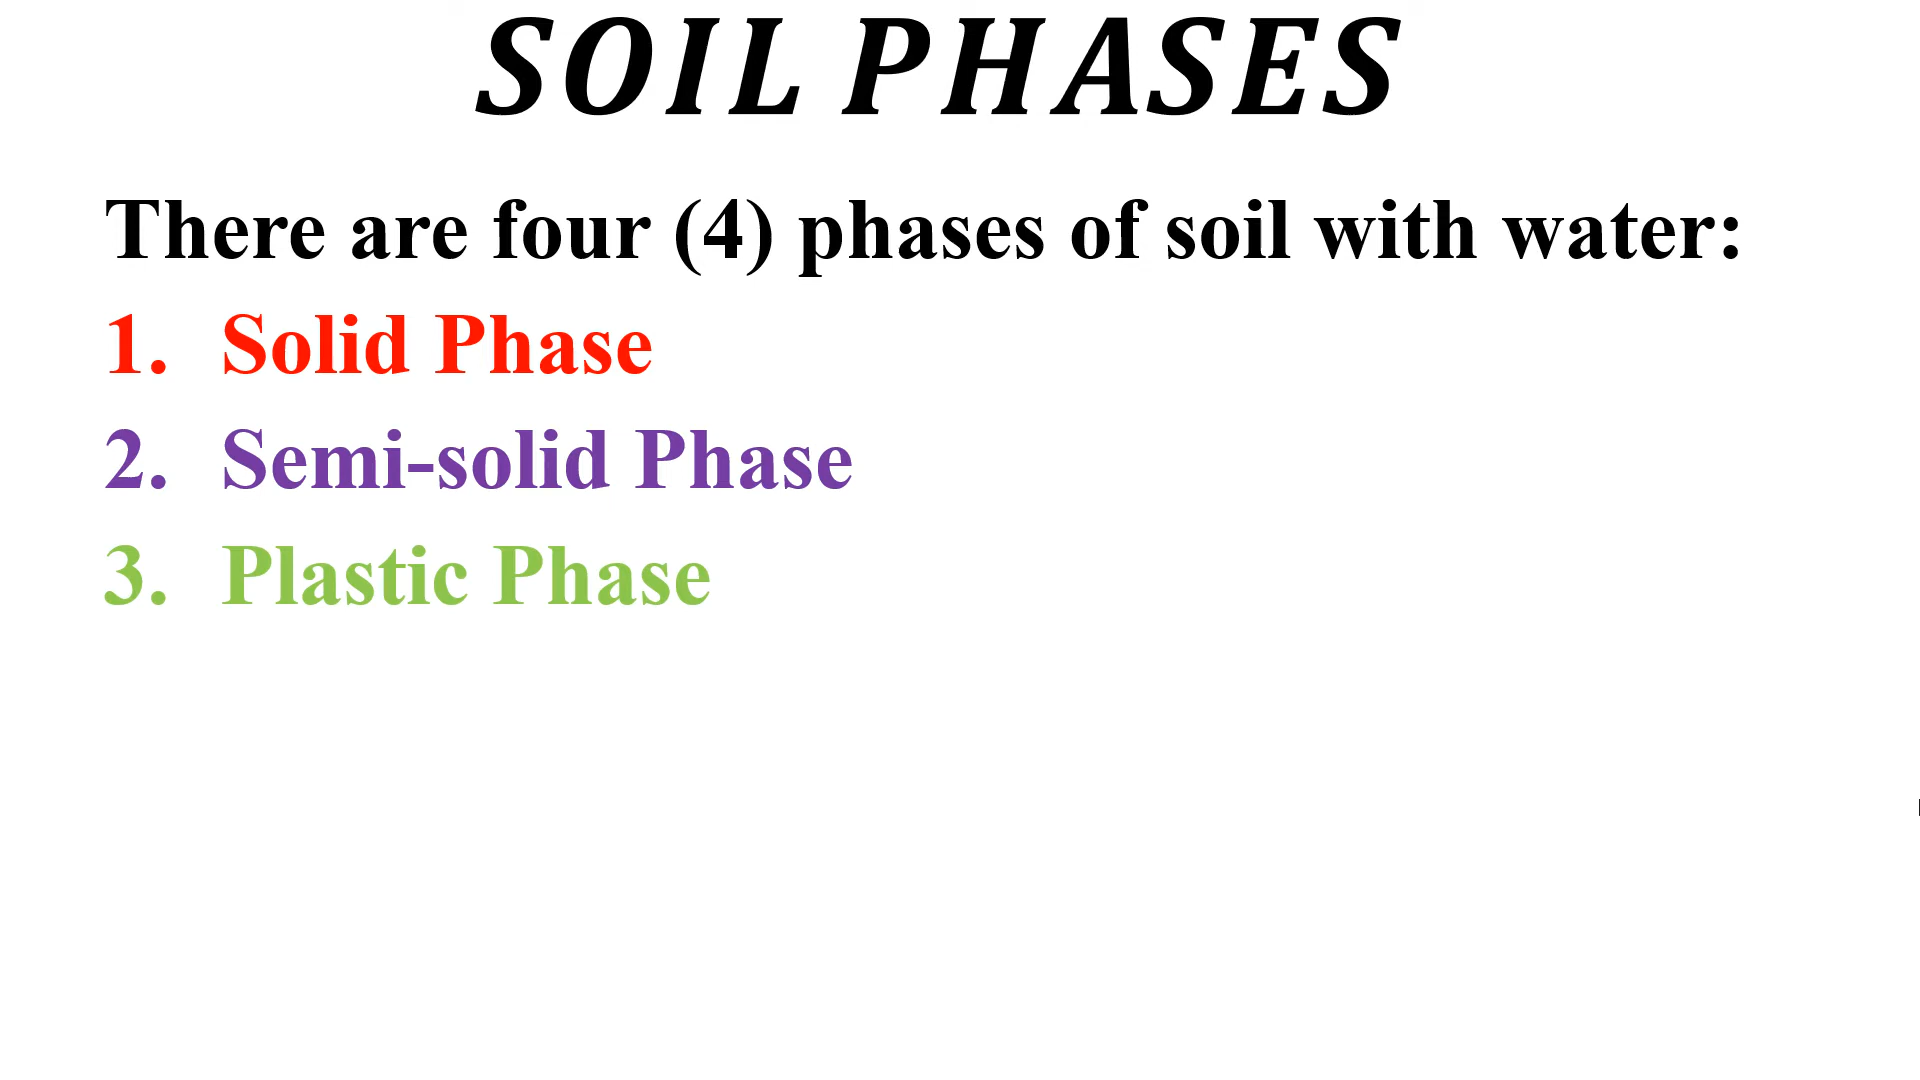 SOIL PHASES
There are four (4) phases of soil with water:
1. Solid Phase
2. Semi-solid Phase
3. Plastic Phase